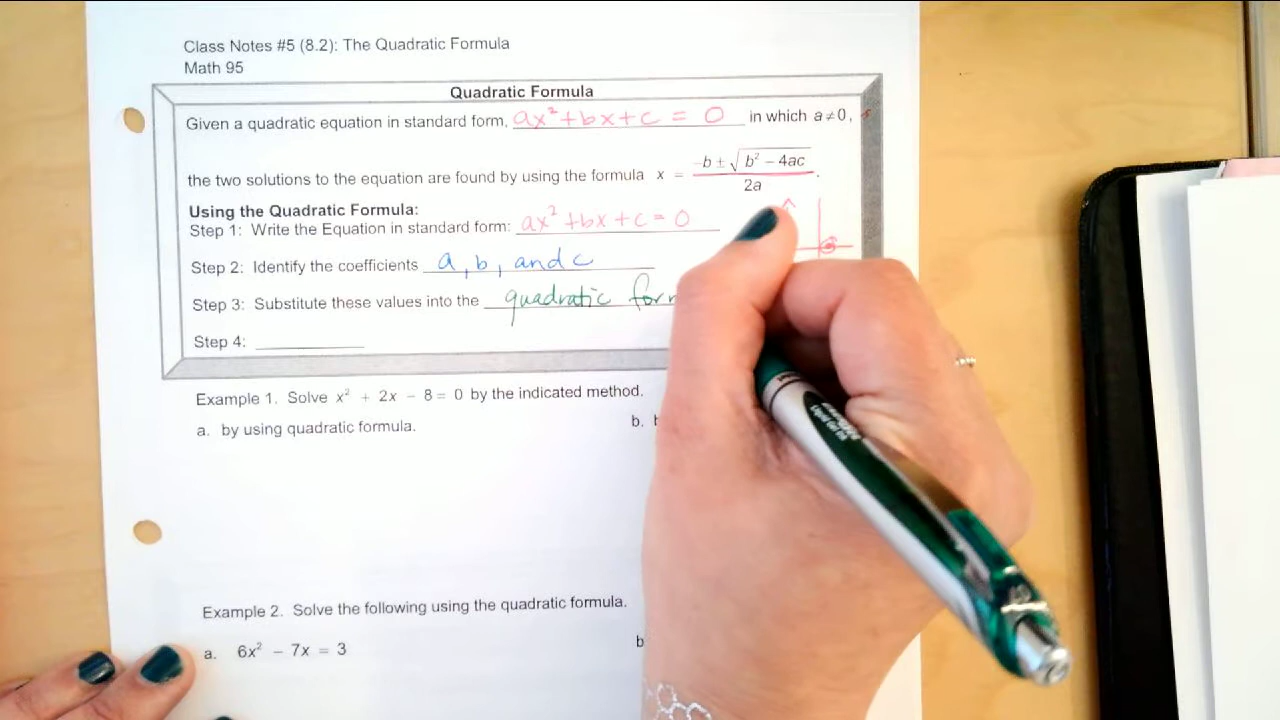 Class Notes #5 (8.2): The Quadratic Formula
Math 95
Quadratic Formula
Given a quadratic equation in standard form, ax² + bx + c = 0 in which a≠0,
the two solutions to the equation are found by using the formula x = -b ± √b² − 4ac / 2a.
Using the Quadratic Formula:
Step 1: Write the Equation in standard form: ax² + bx + c = 0
Step 2: Identify the coefficients a, b, and c
Step 3: Substitute these values into the quadratic for
Step 4:
Example 1. Solve x² + 2x − 8 = 0 by the indicated method.
a. by using quadratic formula.
b.
Example 2. Solve the following using the quadratic formula.
a. 6x² − 7x = 3
b